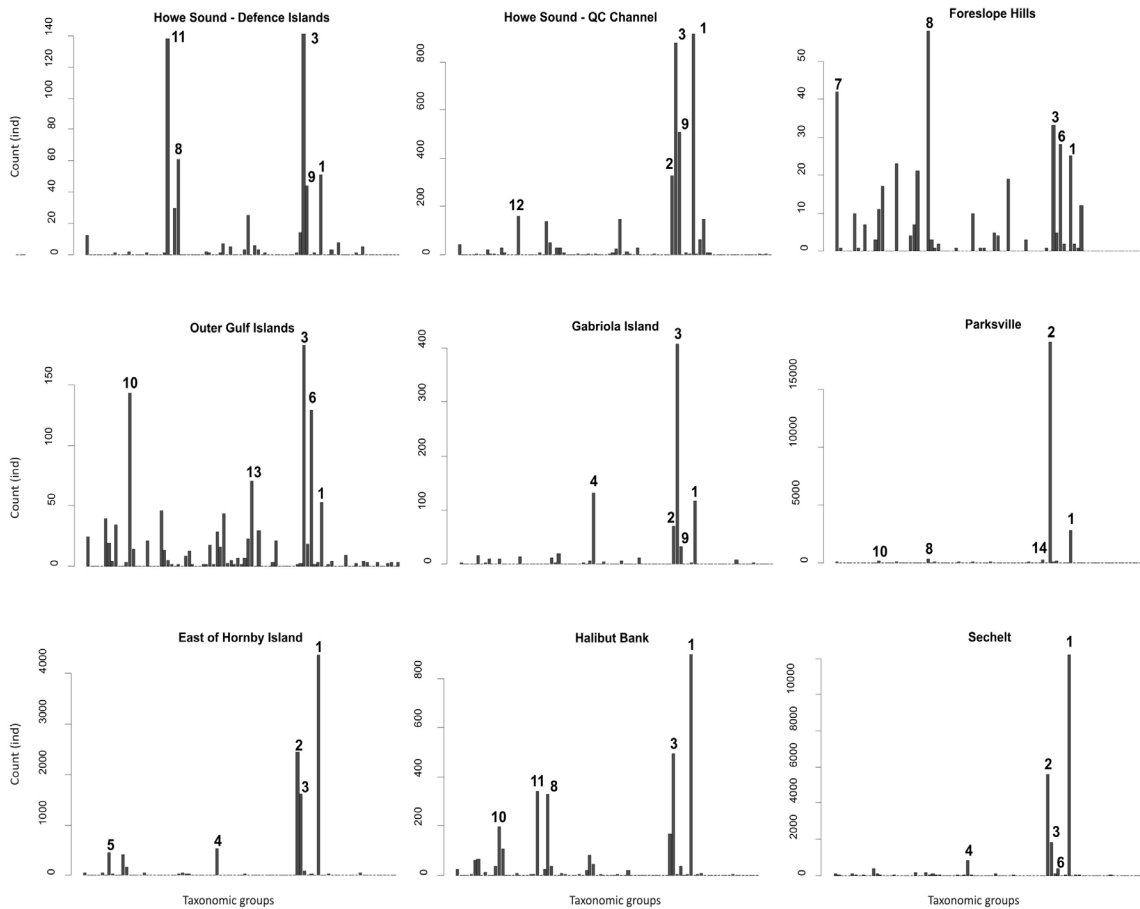 Howe Sound - Defence Islands
Count (ind)
0 20 40 60 80 100 120 140
11 8 3 9 1
Howe Sound - QC Channel
0 200 400 600 800
12 2 3 9 1
Foreslope Hills
0 10 20 30 40 50
7 8 3 6 1
Outer Gulf Islands
Count (ind)
0 50 100 150
10 13 3 6 1
Gabriola Island
0 100 200 300 400
4 2 3 9 1
Parksville
0 5000 10000 15000
10 8 14 2 1
East of Hornby Island
Count (ind)
0 1000 2000 3000 4000
5 4 2 3 1
Taxonomic groups
Halibut Bank
0 200 400 600 800
10 11 8 3 1
Taxonomic groups
Sechelt
0 2000 4000 6000 8000 10000
4 2 3 6 1
Taxonomic groups